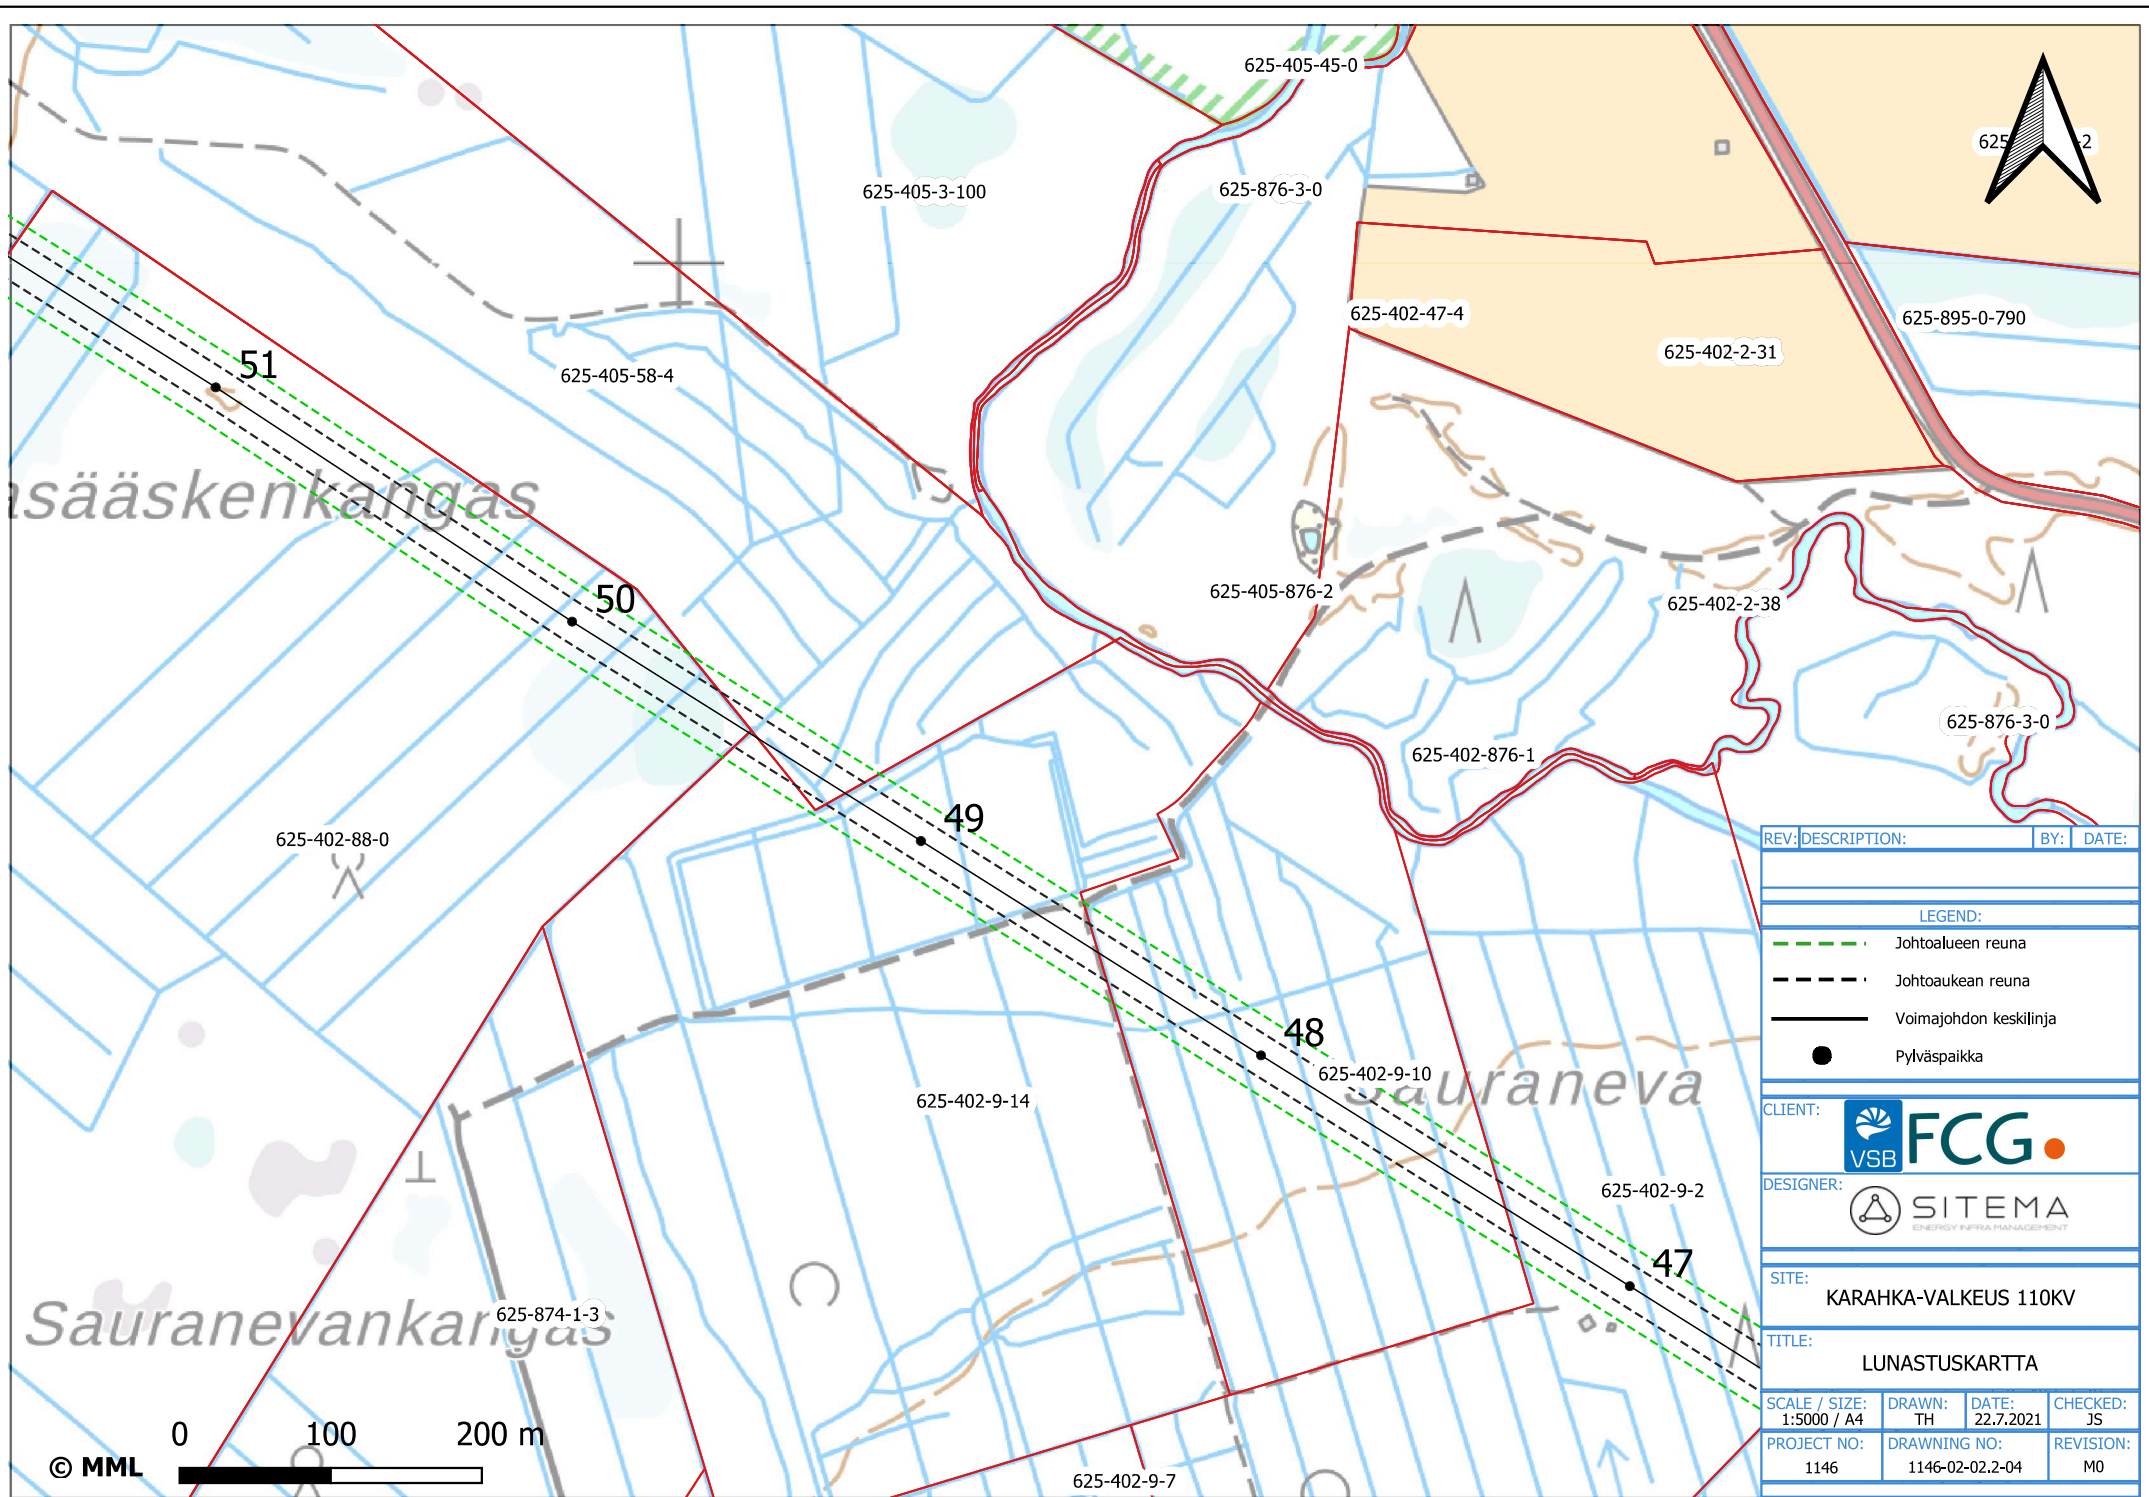 625-405-45-0
625-405-3-100
625-876-3-0
625-402-47-4
625-895-0-790
625-402-2-31
51
625-405-58-4
asääskenkangas
50
625-405-876-2
625-402-2-38
625-876-3-0
625-402-876-1
49
625-402-88-0
48
625-402-9-10
Sauraneva
625-402-9-14
625-402-9-2
47
625-874-1-3
Sauranevankangas
0 100 200 m
© MML
625-402-9-7
REV: DESCRIPTION: BY: DATE:
LEGEND:
Johtoalueen reuna
Johtoaukean reuna
Voimajohdon keskilinja
Pylväspaikka
CLIENT:
VSB FCG
DESIGNER:
SITEMA
ENERGY INFRA MANAGEMENT
SITE:
KARAHKA-VALKEUS 110KV
TITLE:
LUNASTUSKARTTA
SCALE / SIZE: DRAWN: DATE: CHECKED:
1:5000 / A4 TH 22.7.2021 JS
PROJECT NO: DRAWING NO: REVISION:
1146 1146-02-02.2-04 M0